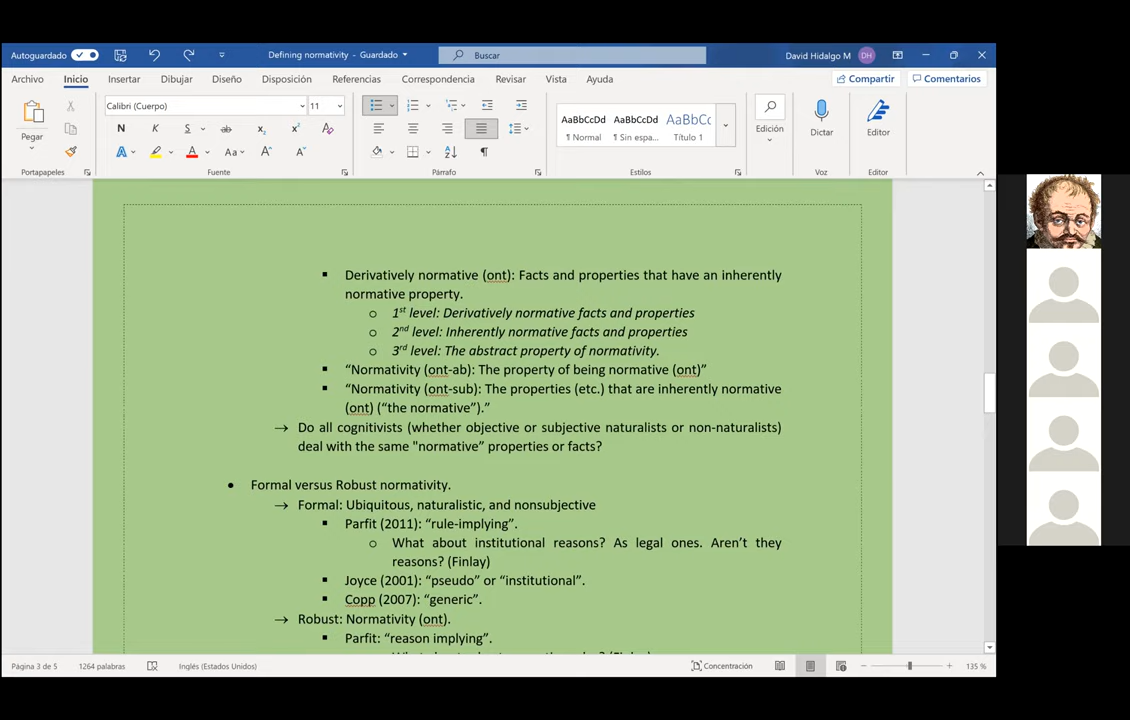 Autoguardado
Defining normativity - Guardado
Buscar
David Hidalgo M
DH
Archivo Inicio Insertar Dibujar Diseño Disposición Referencias Correspondencia Revisar Vista Ayuda
Compartir Comentarios
Pegar
Calibri (Cuerpo) 11
N K S ab x₂ x² A
A A Aa A A
AaBbCcDd AaBbCcDd AaBbCc
¶ Normal ¶ Sin espa... Título 1
Edición
Dictar
Editor
Portapapeles Fuente Párrafo Estilos Voz Editor
▪ Derivatively normative (ont): Facts and properties that have an inherently
normative property.
o 1st level: Derivatively normative facts and properties
o 2nd level: Inherently normative facts and properties
o 3rd level: The abstract property of normativity.
▪ “Normativity (ont-ab): The property of being normative (ont)”
▪ “Normativity (ont-sub): The properties (etc.) that are inherently normative
(ont) (“the normative”).”
→ Do all cognitivists (whether objective or subjective naturalists or non-naturalists)
deal with the same "normative” properties or facts?
• Formal versus Robust normativity.
→ Formal: Ubiquitous, naturalistic, and nonsubjective
▪ Parfit (2011): “rule-implying”.
o What about institutional reasons? As legal ones. Aren’t they
reasons? (Finlay)
▪ Joyce (2001): “pseudo” or “institutional”.
▪ Copp (2007): “generic”.
→ Robust: Normativity (ont).
▪ Parfit: “reason implying”.
Página 3 de 5 1264 palabras Inglés (Estados Unidos) Concentración 135 %